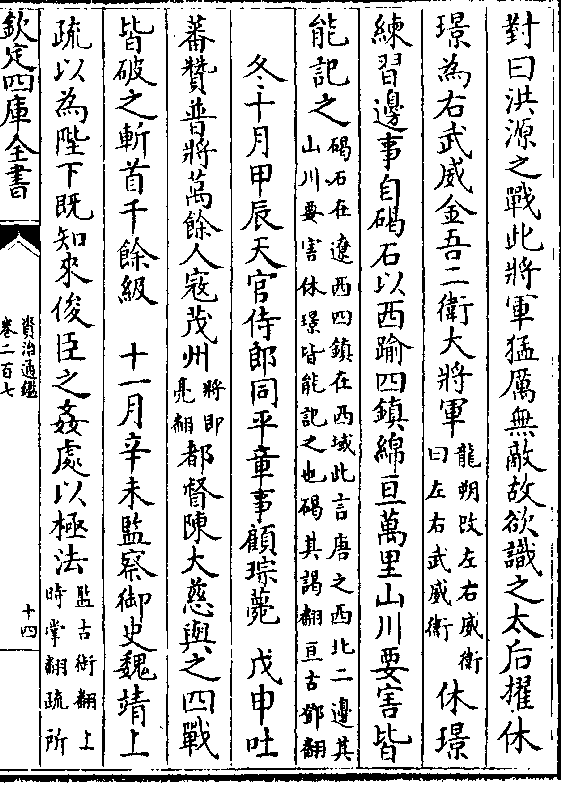 對曰洪源之戰此將軍猛厲無敵故欲識之太后擢休
璟為右武威金吾二衛大將軍龍朔改左右威衛曰左右武威衛休璟
練習邊事自碣石以西踰四鎮綿亘萬里山川要害皆
能記之碣石在遼西四鎮在西域此言唐之西北二邊其山川要害休璟皆能記之也碣其謁翻亘古鄧翻
冬十月甲辰天官侍郎同平章事顧琮薨 戊申吐
蕃贊普將萬餘人寇茂州將即亮翻都督陳大慈與之四戰
皆破之斬首千餘級 十一月辛未監察御史魏靖上
疏以為陛下既知來俊臣之姦處以極法監古銜翻上時掌翻疏所
欽定四庫全書
資治通鑑
卷二百七
十四